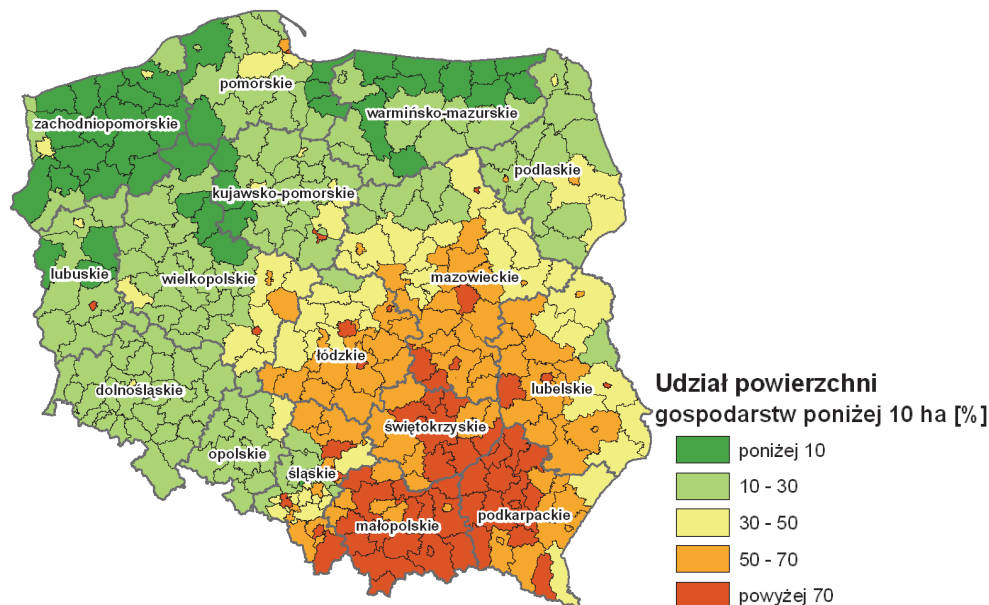 pomorskie
warmińsko-mazurskie
zachodniopomorskie
podlaskie
kujawsko-pomorskie
lubuskie
wielkopolskie
mazowieckie
łódzkie
dolnośląskie
lubelskie
świętokrzyskie
opolskie
śląskie
małopolskie
podkarpackie
Udział powierzchni
gospodarstw poniżej 10 ha [%]
poniżej 10
10 - 30
30 - 50
50 - 70
powyżej 70